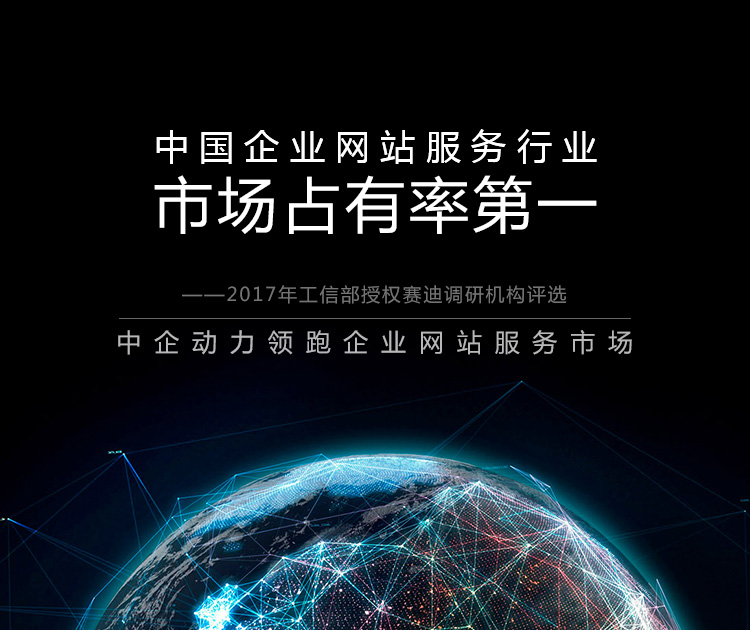 中国企业网站服务行业
市场占有率第一
——2017年工信部授权赛迪调研机构评选
中企动力领跑企业网站服务市场